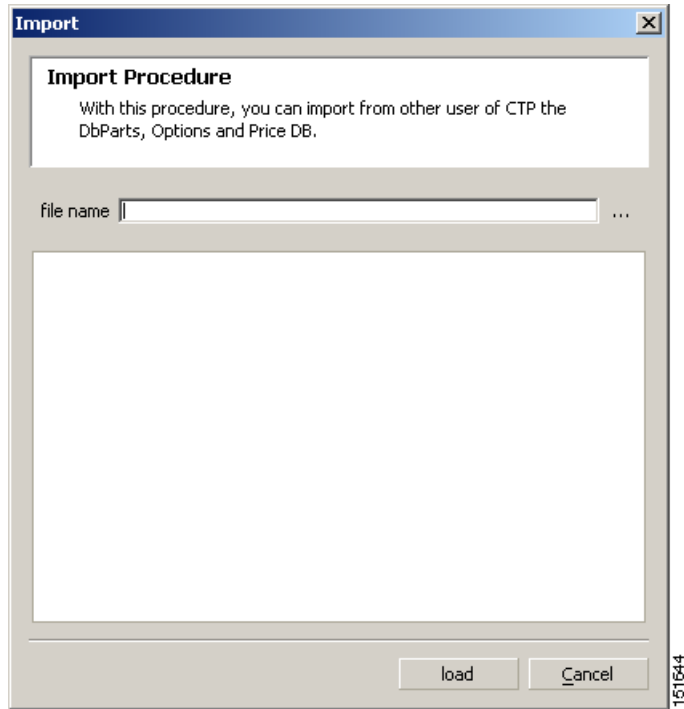 Import
Import Procedure
With this procedure, you can import from other user of CTP the
DbParts, Options and Price DB.
file name
...
load
Cancel
151644